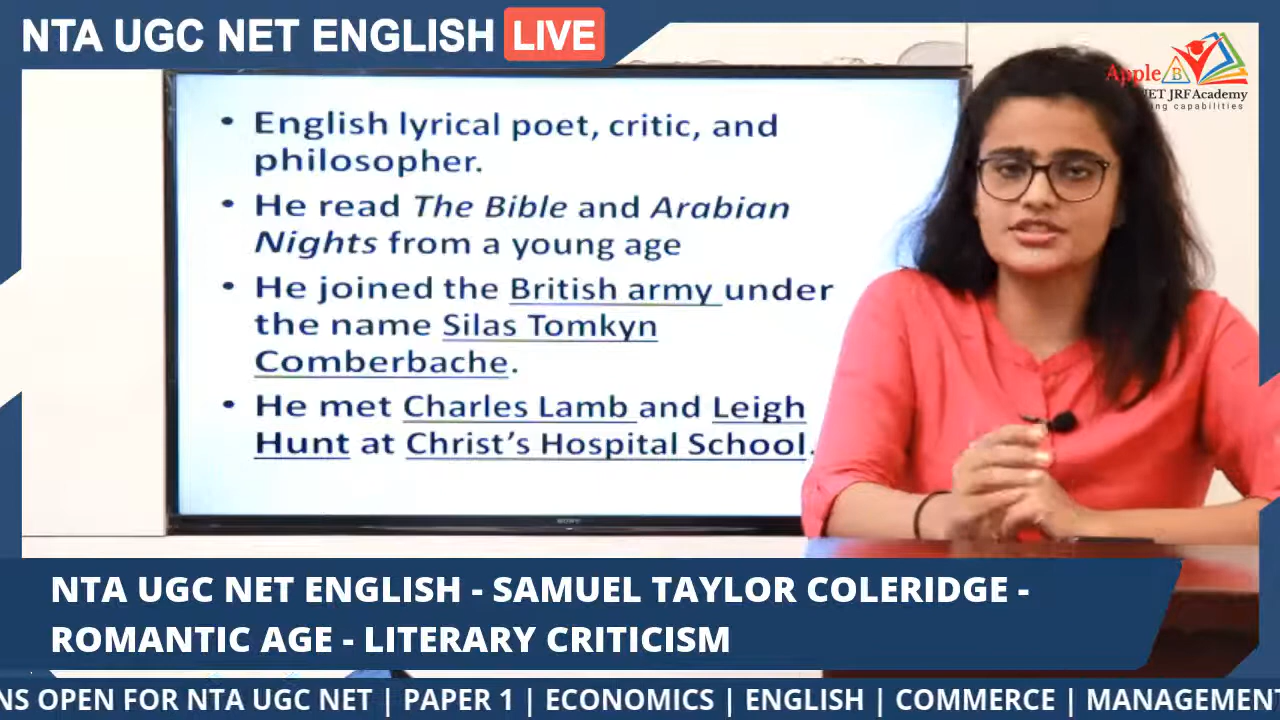 NTA UGC NET ENGLISH LIVE
Apple B
NET JRF Academy
ing capabilities
• English lyrical poet, critic, and
philosopher.
• He read The Bible and Arabian
Nights from a young age
• He joined the British army under
the name Silas Tomkyn
Comberbache.
• He met Charles Lamb and Leigh
Hunt at Christ's Hospital School.
SONY
NTA UGC NET ENGLISH - SAMUEL TAYLOR COLERIDGE -
ROMANTIC AGE - LITERARY CRITICISM
NS OPEN FOR NTA UGC NET | PAPER 1 | ECONOMICS | ENGLISH | COMMERCE | MANAGEMENT